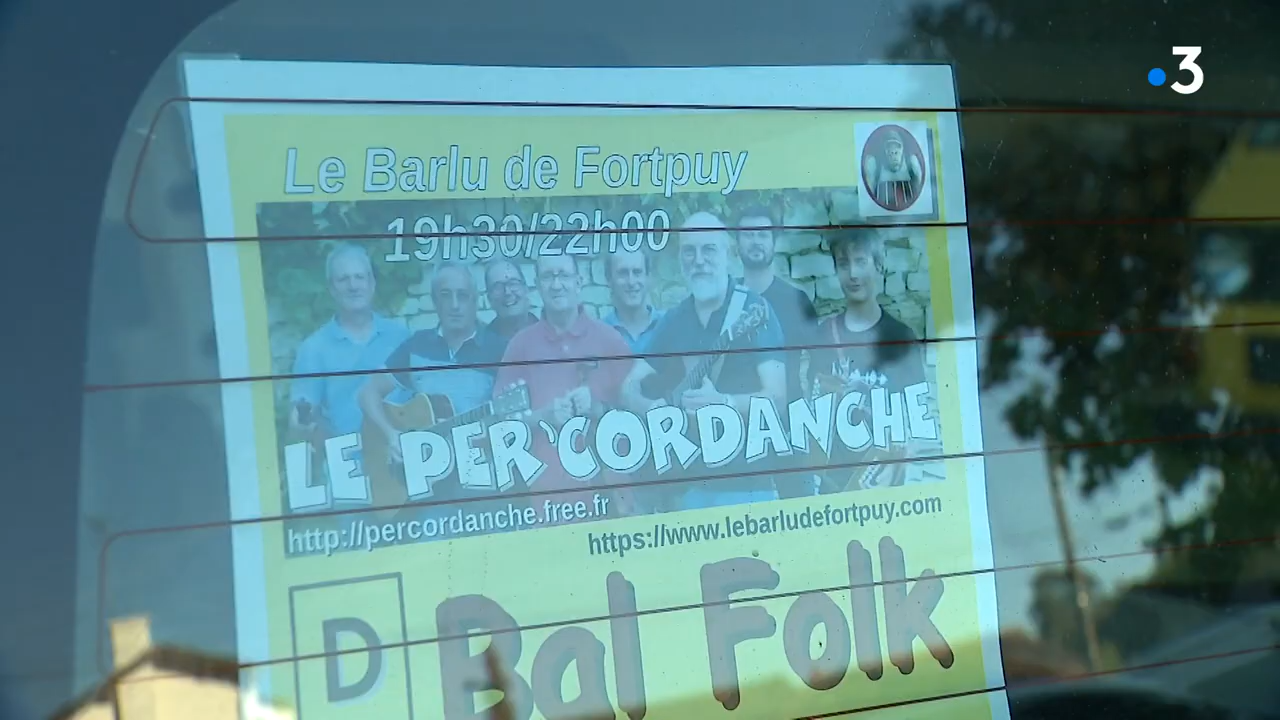 3
Le Barlu de Fortpuy
19h30/22h00
LE PER'CORDANCHE
http://percordanche.free.fr
https://www.lebarludefortpuy.com
D
Bal Folk